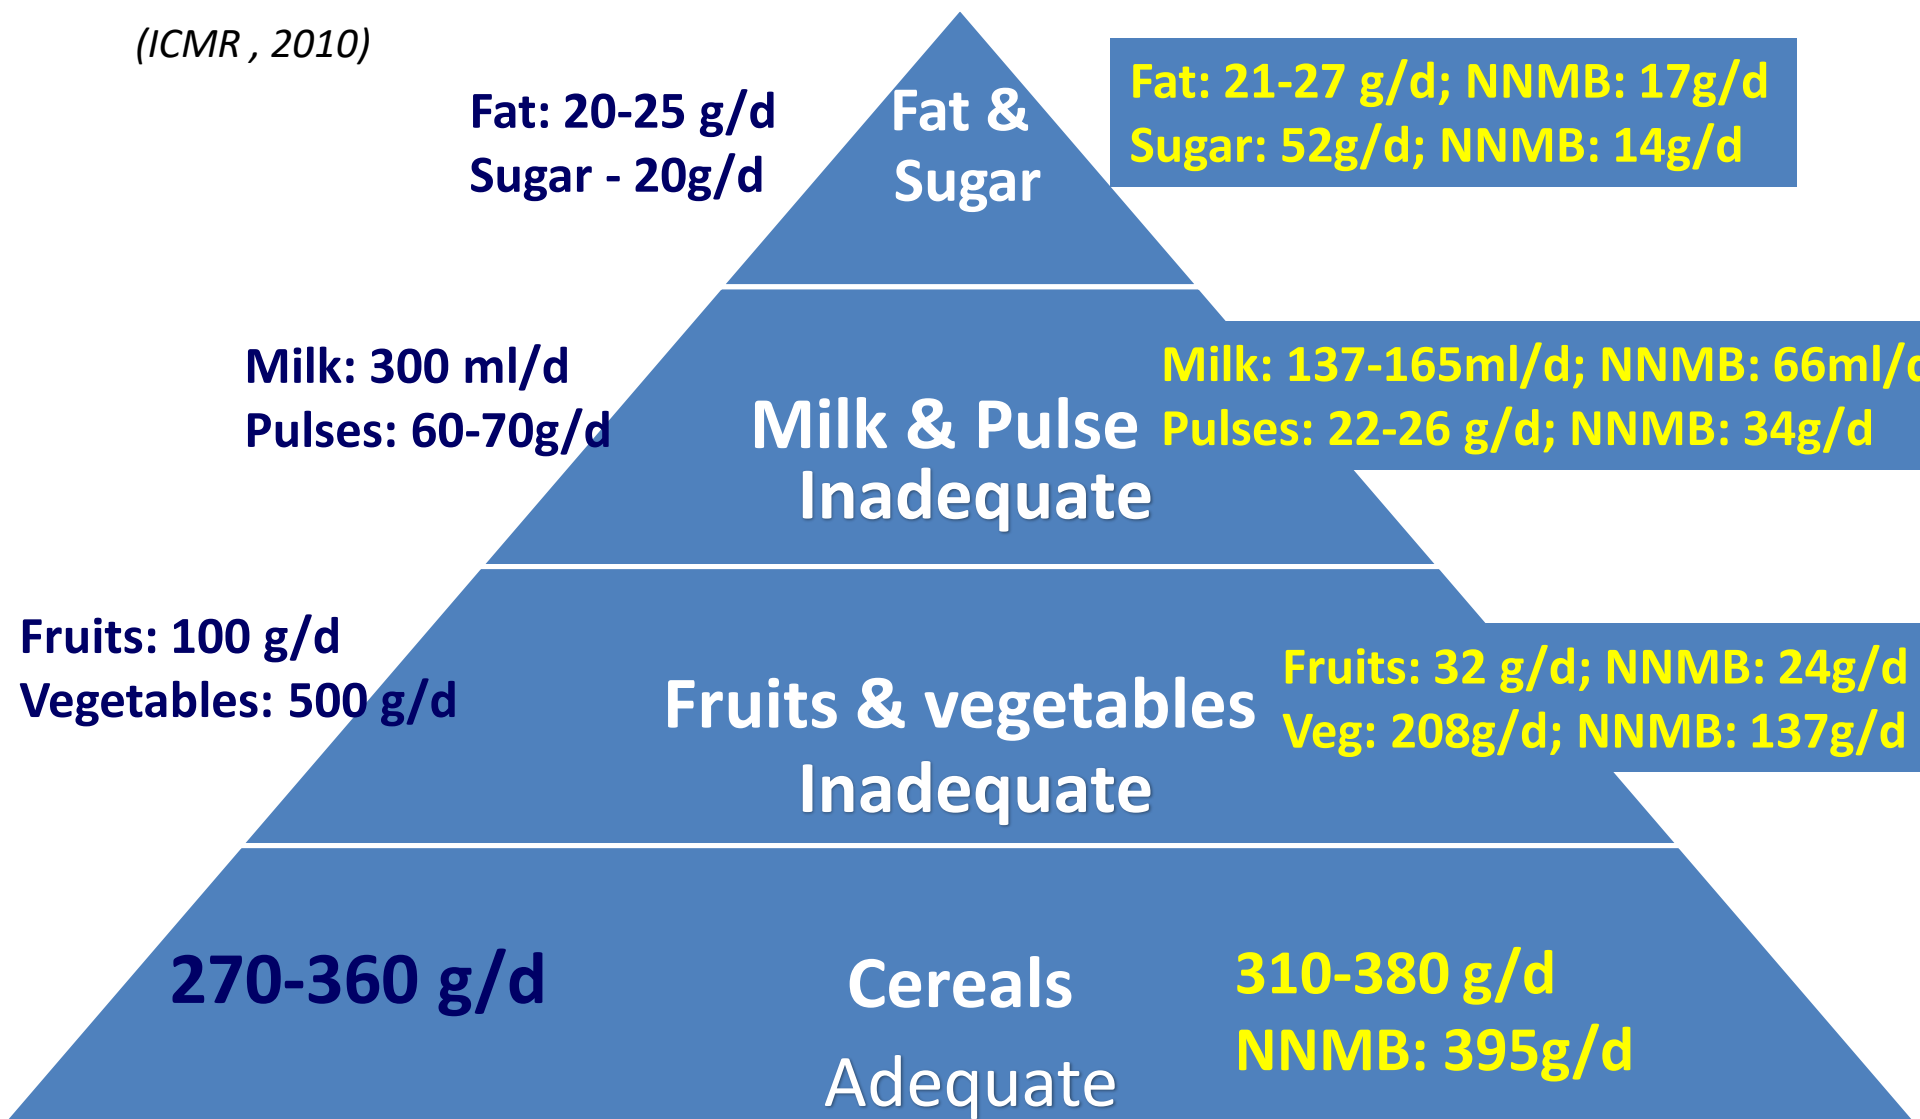 (ICMR , 2010)
Fat: 20-25 g/d
Sugar - 20g/d
Fat &
Sugar
Fat: 21-27 g/d; NNMB: 17g/d
Sugar: 52g/d; NNMB: 14g/d
Milk: 300 ml/d
Pulses: 60-70g/d
Milk & Pulse
Inadequate
Milk: 137-165ml/d; NNMB: 66ml/d
Pulses: 22-26 g/d; NNMB: 34g/d
Fruits: 100 g/d
Vegetables: 500 g/d
Fruits & vegetables
Inadequate
Fruits: 32 g/d; NNMB: 24g/d
Veg: 208g/d; NNMB: 137g/d
270-360 g/d
Cereals
Adequate
310-380 g/d
NNMB: 395g/d